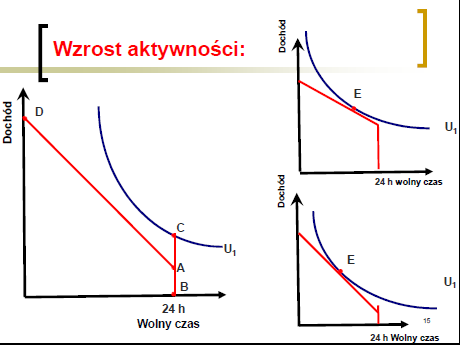 Wzrost aktywności:
Dochód
D
C
U1
A
B
24 h
Wolny czas
Dochód
E
U1
24 h wolny czas
Dochód
E
U1
15
24 h Wolny czas